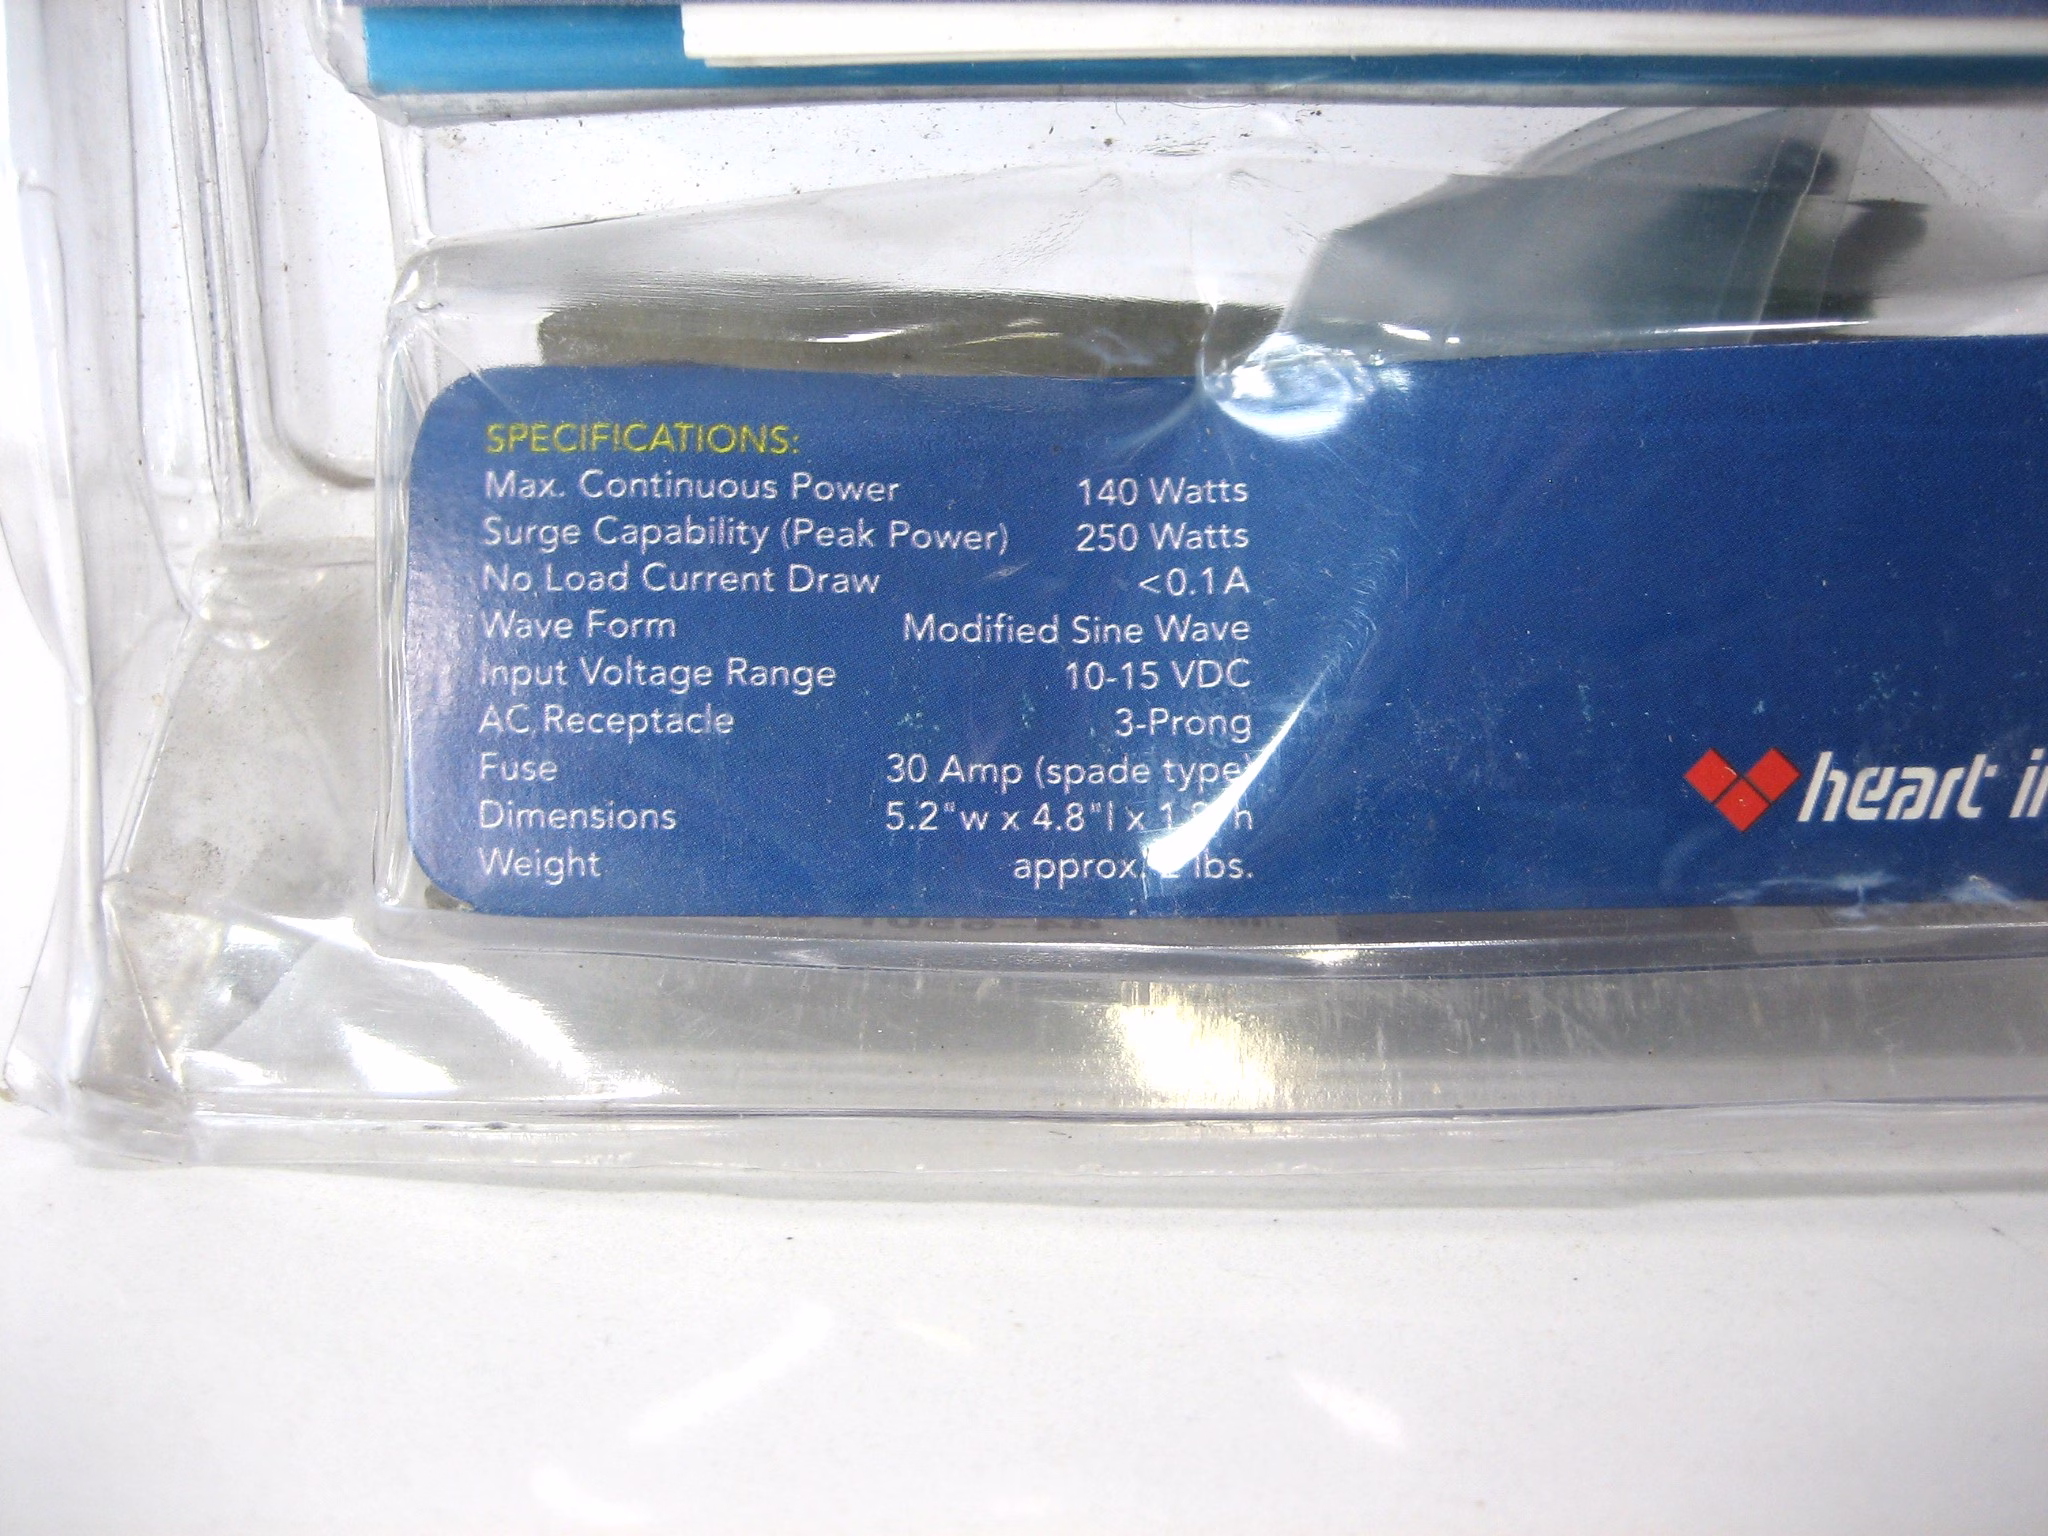 SPECIFICATIONS:
Max. Continuous Power 140 Watts
Surge Capability (Peak Power) 250 Watts
No Load Current Draw <0.1A
Wave Form Modified Sine Wave
Input Voltage Range 10-15 VDC
AC Receptacle 3-Prong
Fuse 30 Amp (spade type)
Dimensions 5.2"w x 4.8"l x h
Weight approx. lbs.
heart